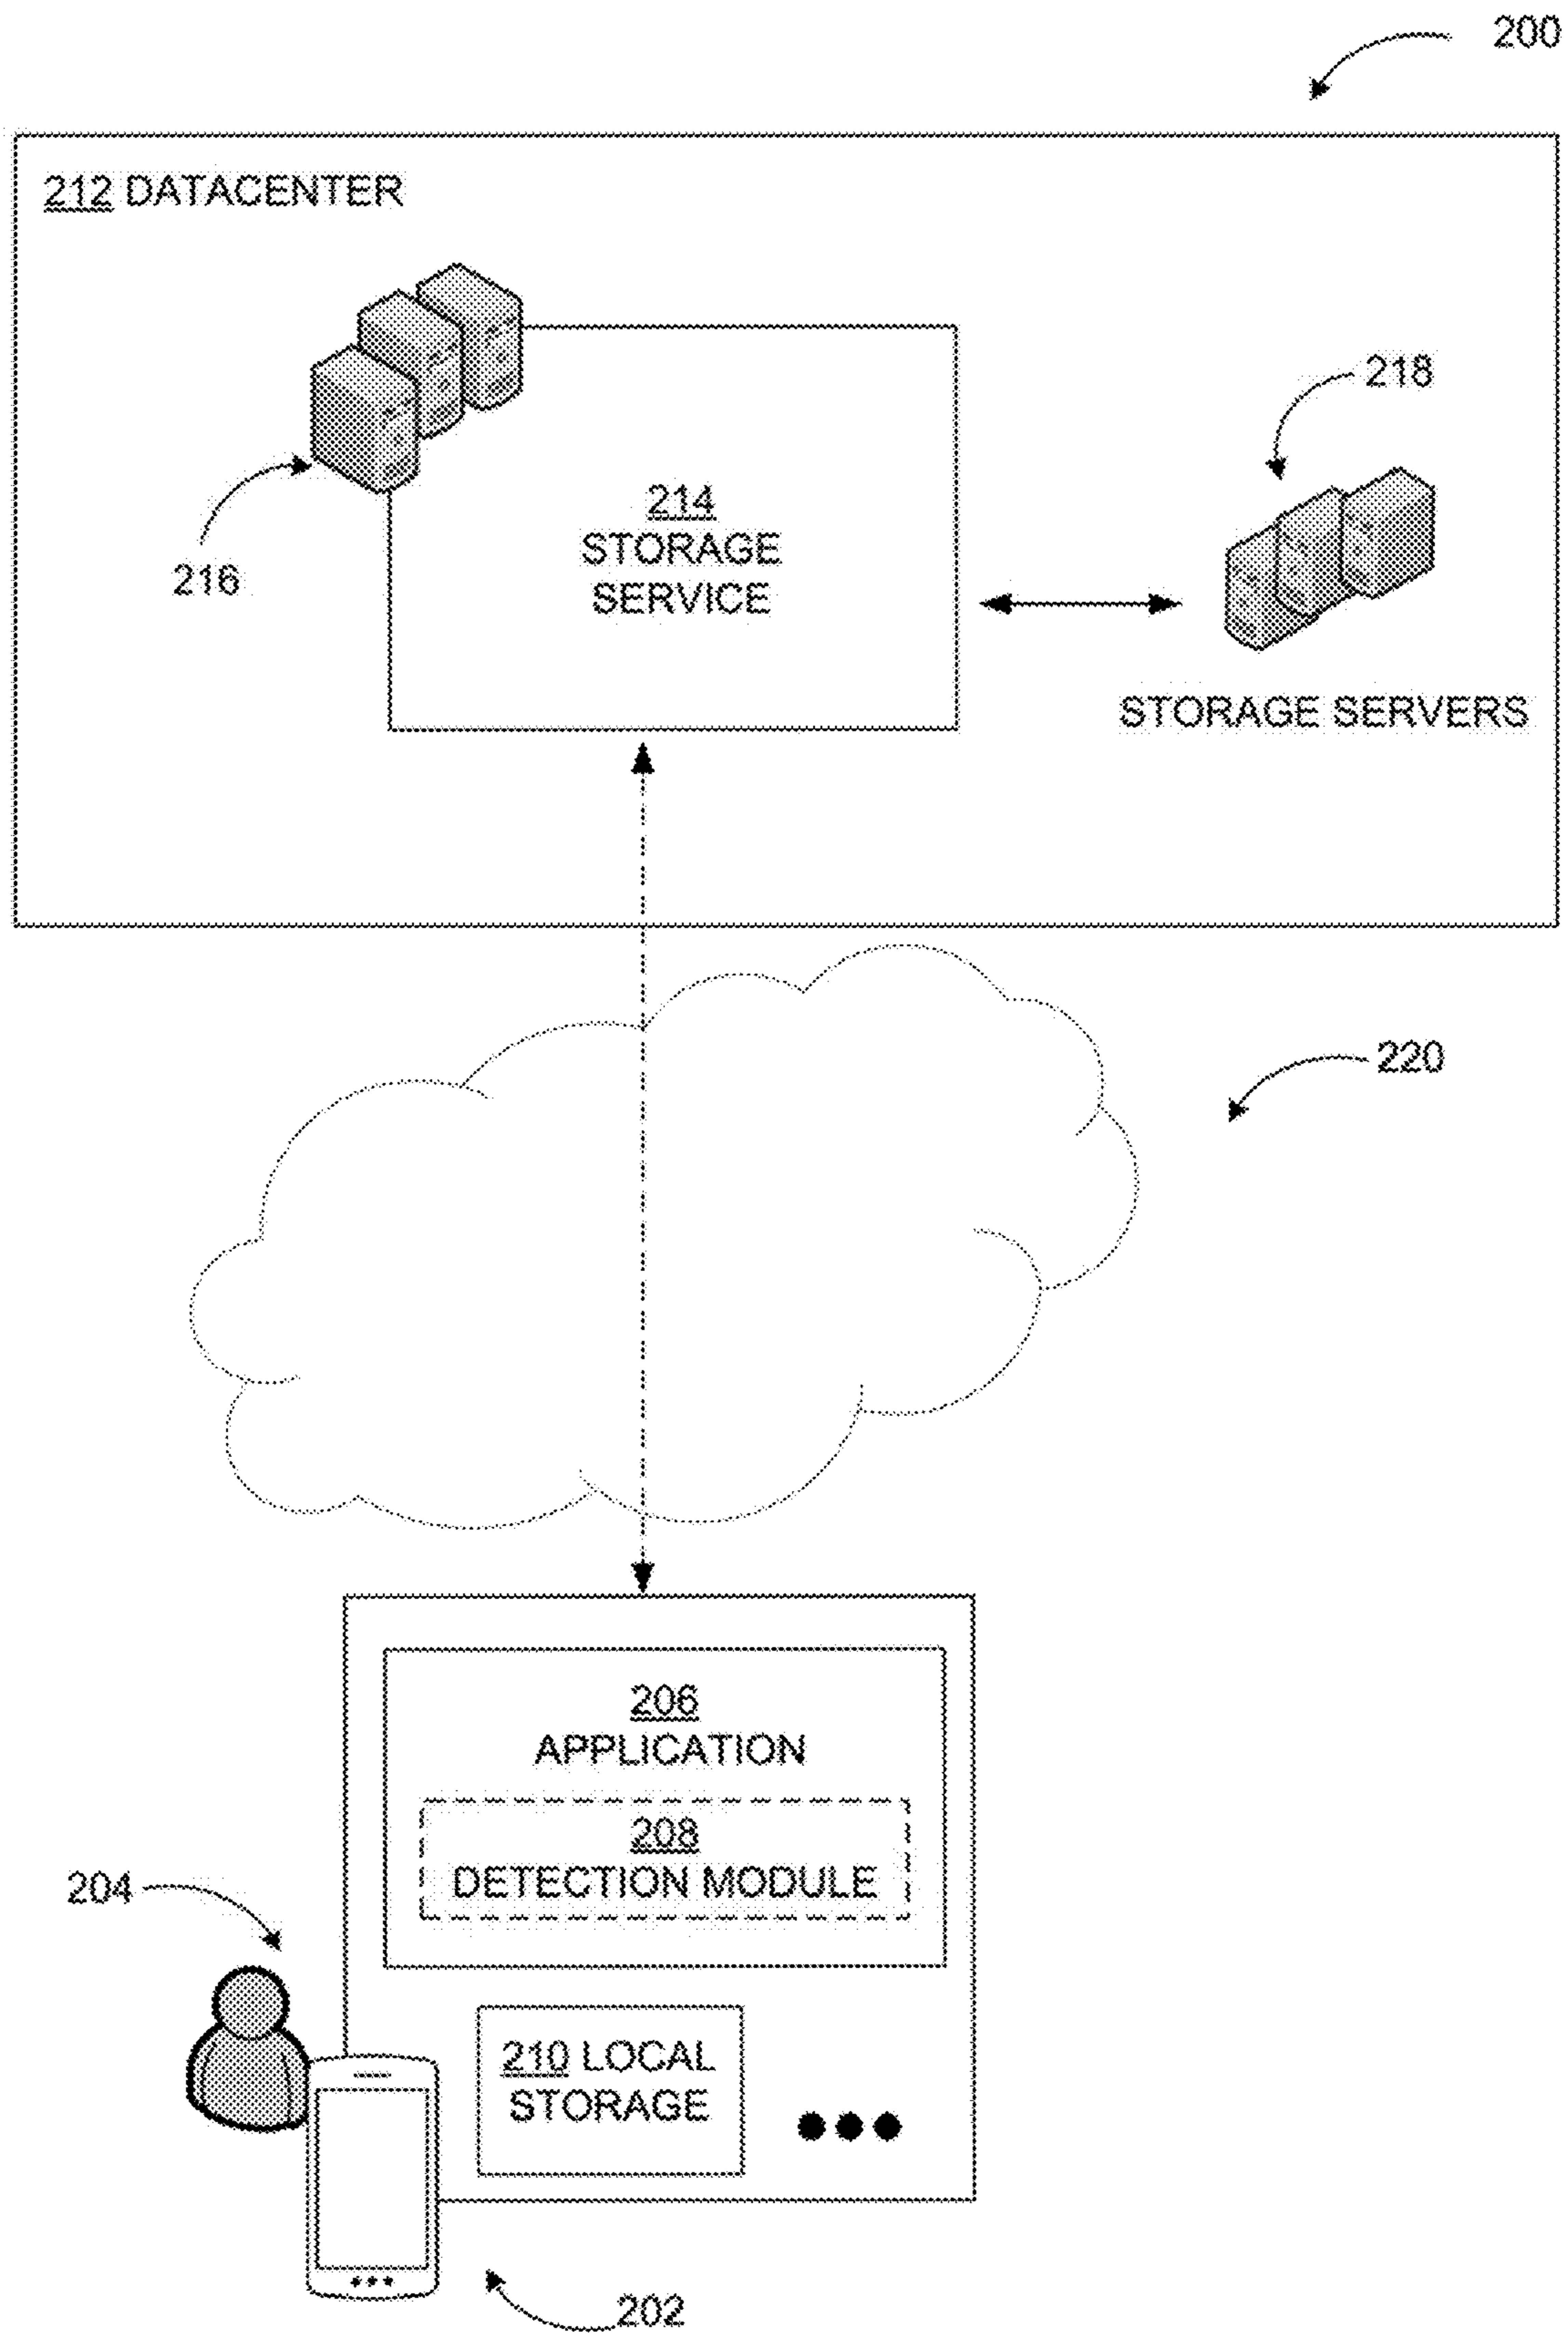 200
212 DATACENTER
218
214
STORAGE
SERVICE
216
STORAGE SERVERS
220
206
APPLICATION
208
DETECTION MODULE
204
210 LOCAL
STORAGE
202